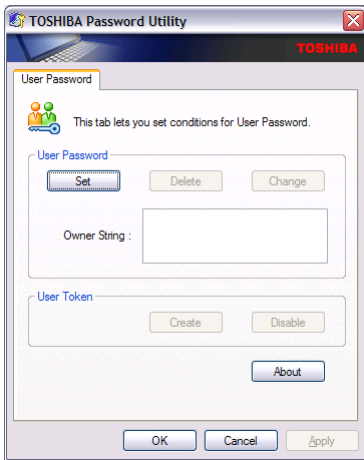 TOSHIBA Password Utility
TOSHIBA
User Password
This tab lets you set conditions for User Password.
User Password
Set Delete Change
Owner String :
User Token
Create Disable
About
OK Cancel Apply